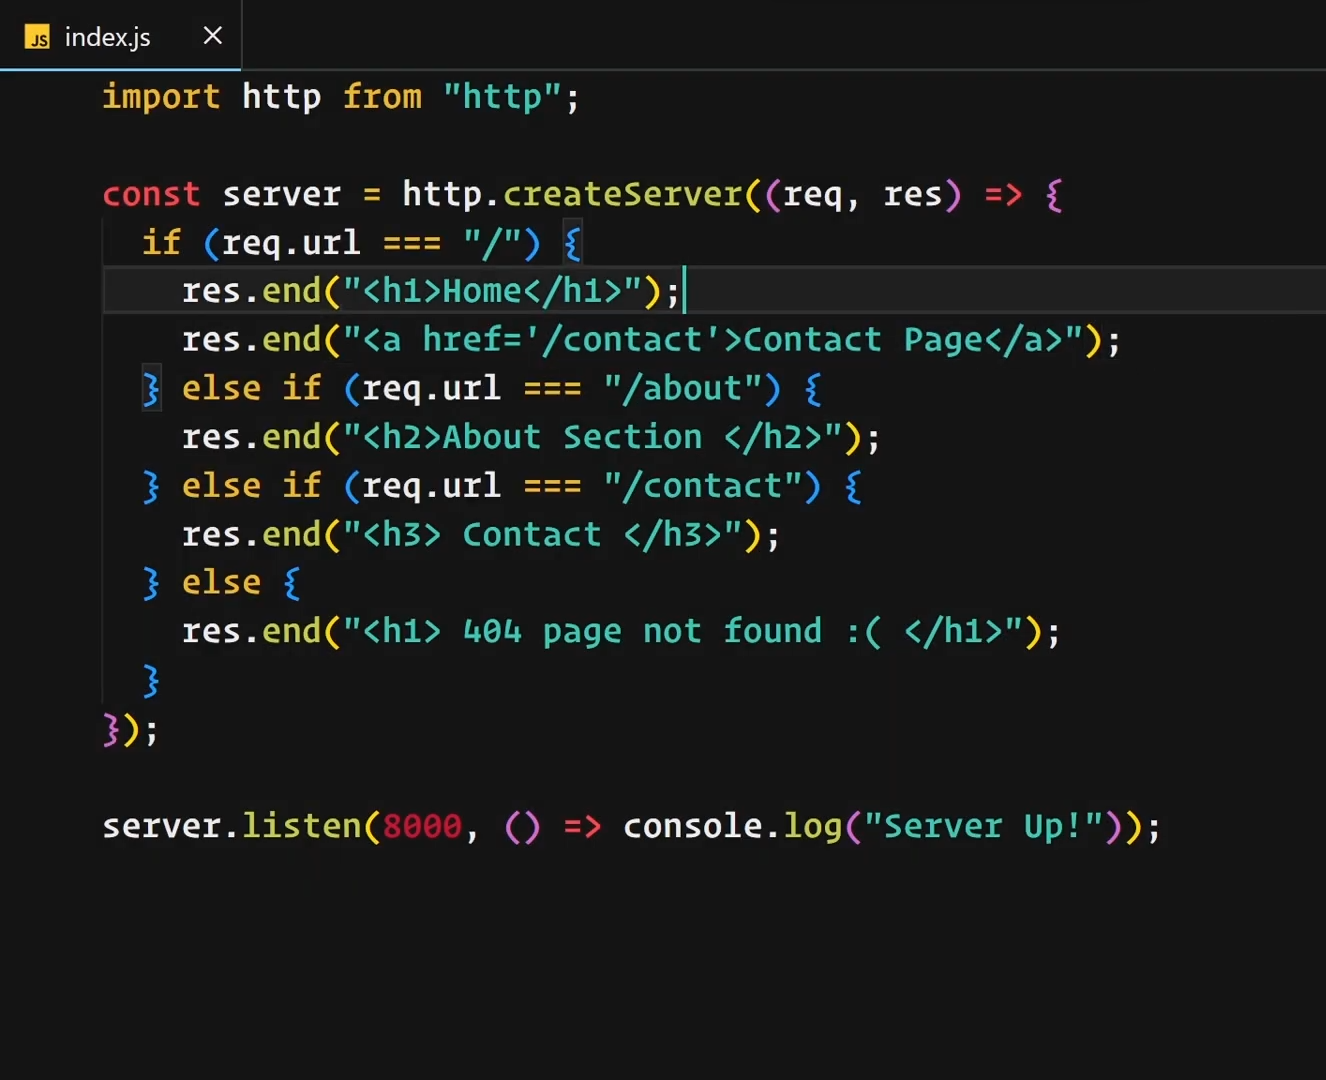 JS index.js ×
import http from "http";
const server = http.createServer((req, res) => {
  if (req.url === "/") {
    res.end("<h1>Home</h1>");
    res.end("<a href='/contact'>Contact Page</a>");
  } else if (req.url === "/about") {
    res.end("<h2>About Section </h2>");
  } else if (req.url === "/contact") {
    res.end("<h3> Contact </h3>");
  } else {
    res.end("<h1> 404 page not found :( </h1>");
  }
});
server.listen(8000, () => console.log("Server Up!"));